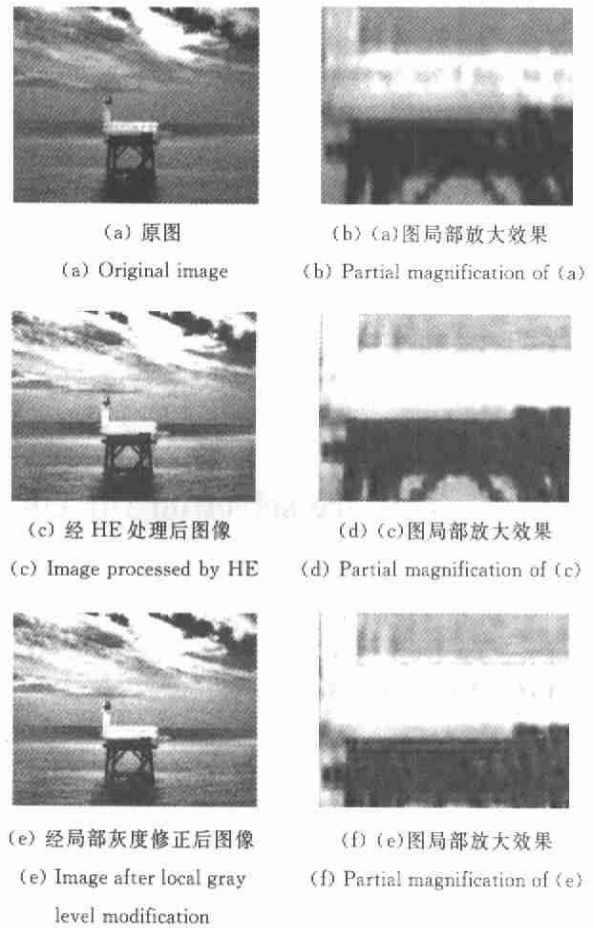 (a) 原图
(a) Original image
(b) (a)图局部放大效果
(b) Partial magnification of (a)
(c) 经 HE 处理后图像
(c) Image processed by HE
(d) (c)图局部放大效果
(d) Partial magnification of (c)
(e) 经局部灰度修正后图像
(e) Image after local gray
level modification
(f) (e)图局部放大效果
(f) Partial magnification of (e)